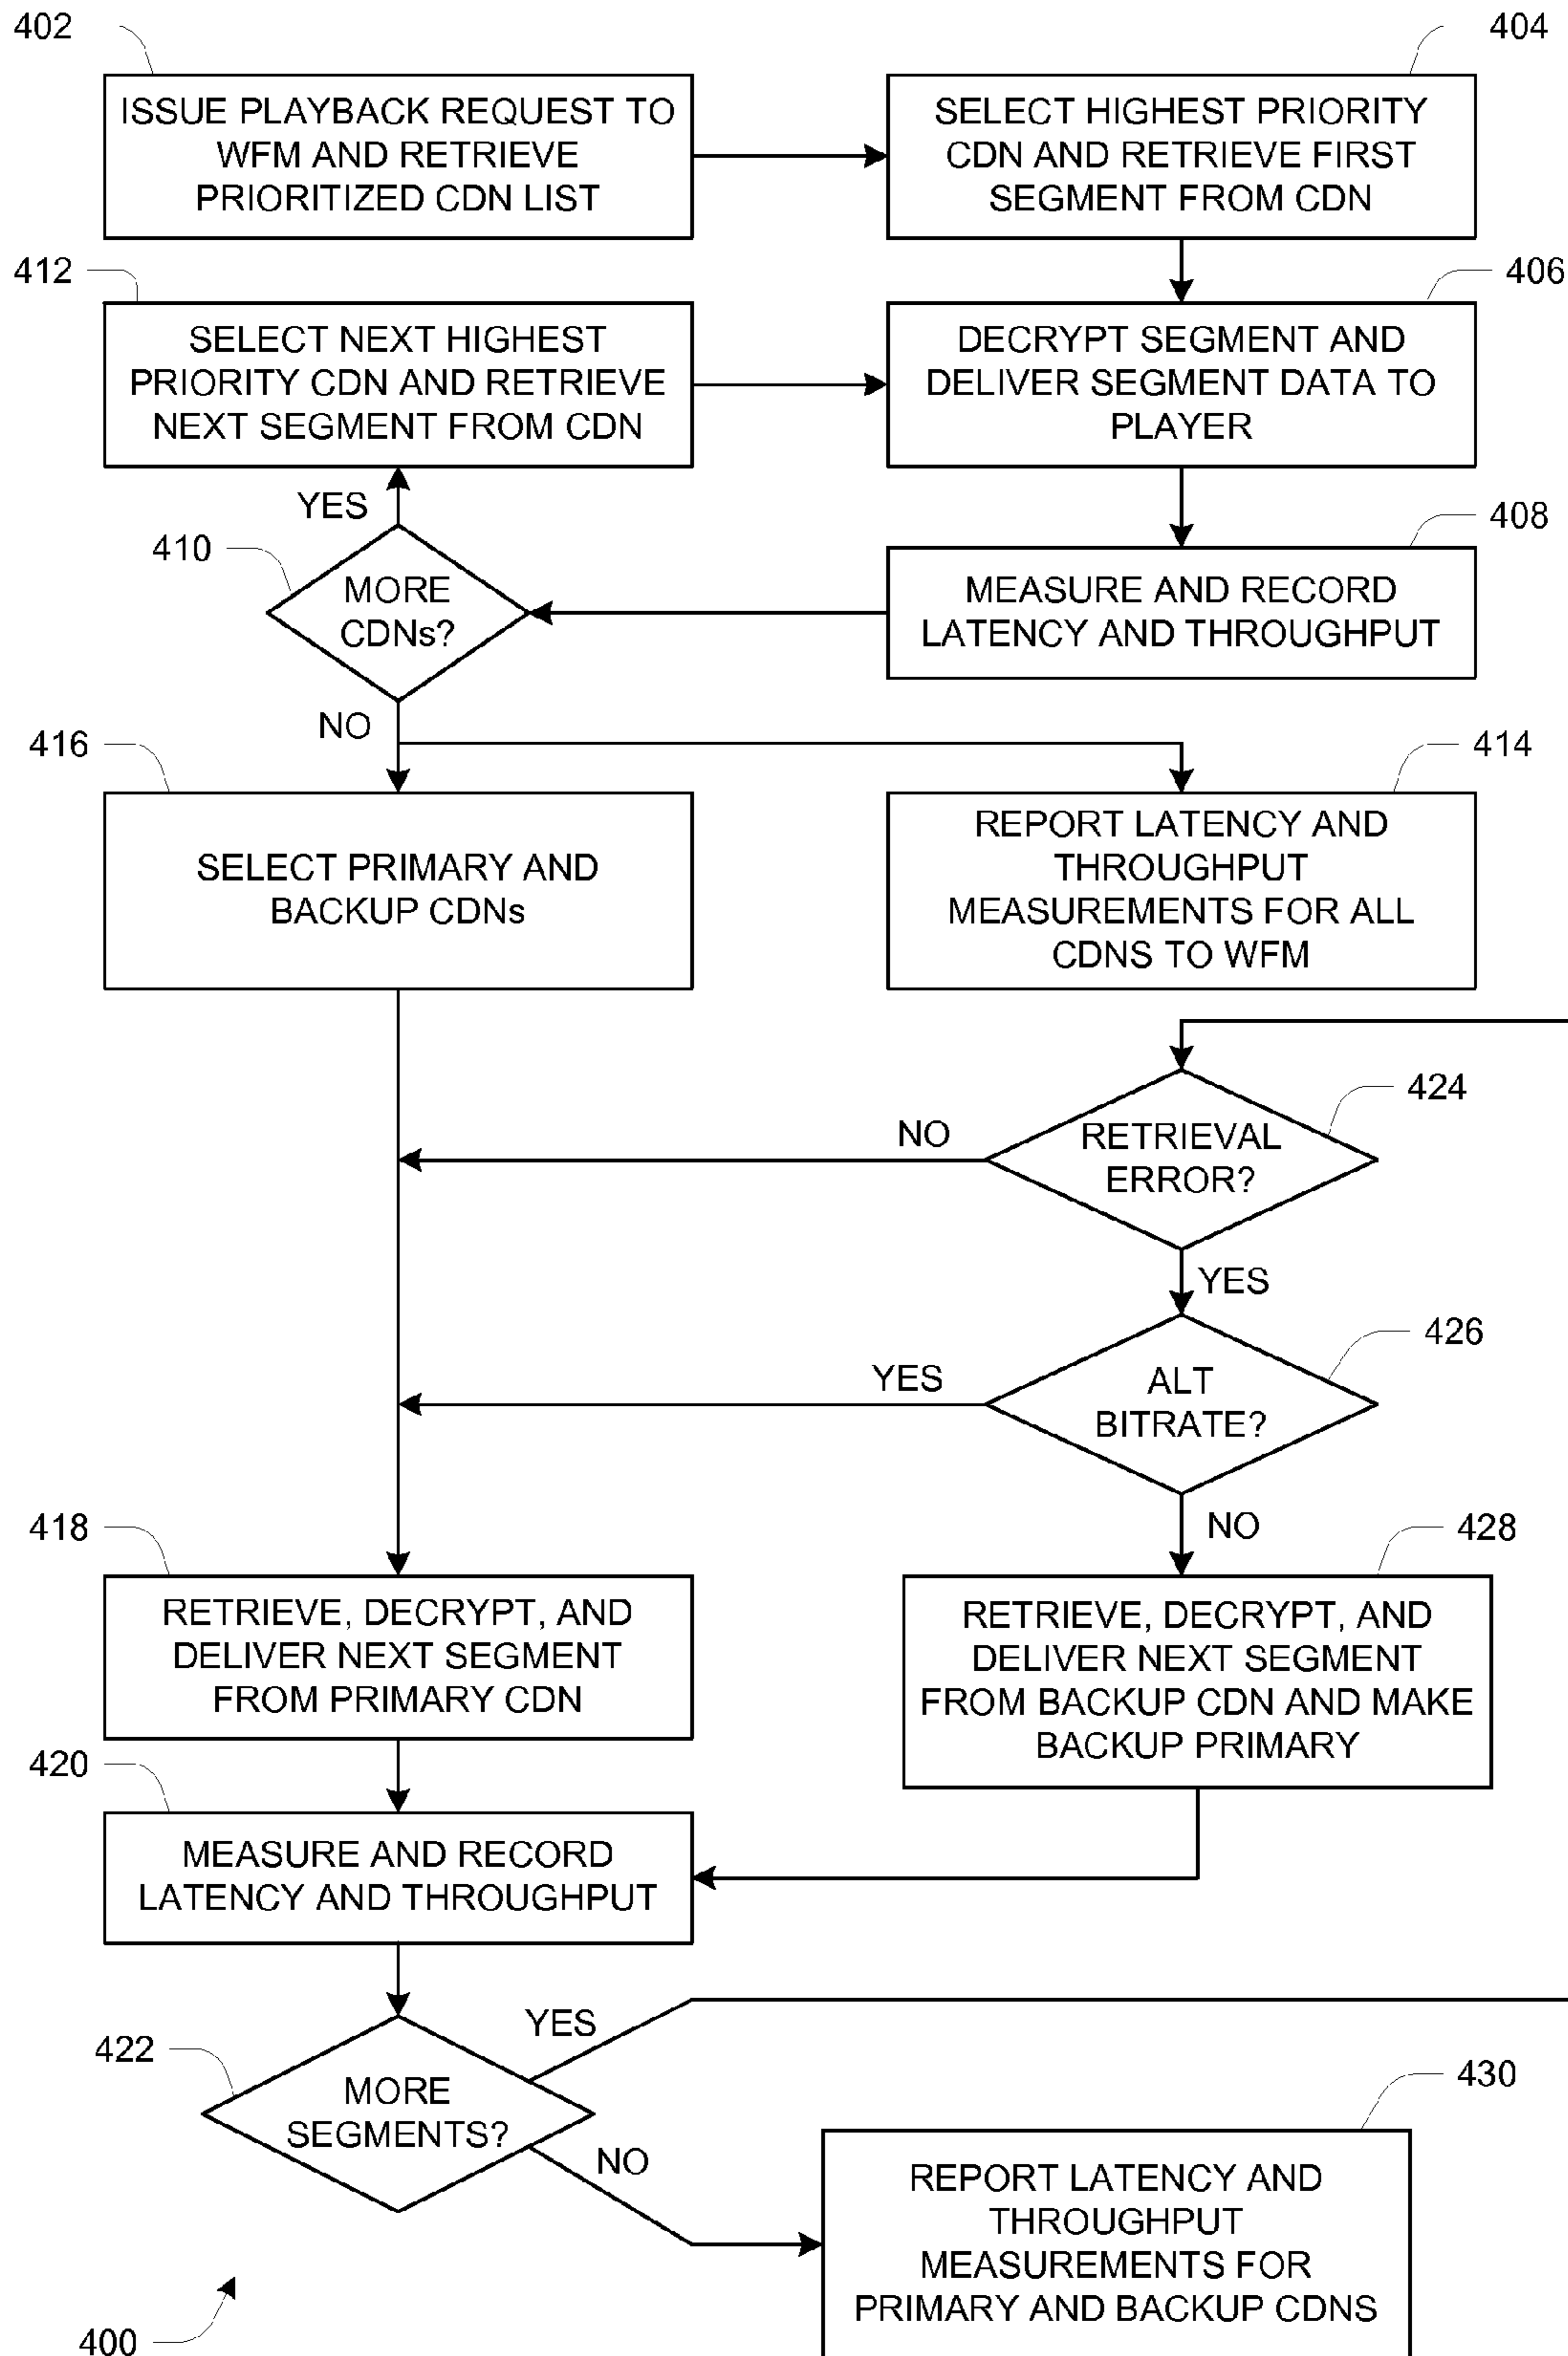 402
404
ISSUE PLAYBACK REQUEST TO
WFM AND RETRIEVE
PRIORITIZED CDN LIST
SELECT HIGHEST PRIORITY
CDN AND RETRIEVE FIRST
SEGMENT FROM CDN
412
406
SELECT NEXT HIGHEST
PRIORITY CDN AND RETRIEVE
NEXT SEGMENT FROM CDN
DECRYPT SEGMENT AND
DELIVER SEGMENT DATA TO
PLAYER
YES
408
410
MORE
CDNs?
MEASURE AND RECORD
LATENCY AND THROUGHPUT
NO
416
414
SELECT PRIMARY AND
BACKUP CDNs
REPORT LATENCY AND
THROUGHPUT
MEASUREMENTS FOR ALL
CDNS TO WFM
424
NO
RETRIEVAL
ERROR?
YES
426
YES
ALT
BITRATE?
NO
418
428
RETRIEVE, DECRYPT, AND
DELIVER NEXT SEGMENT
FROM PRIMARY CDN
RETRIEVE, DECRYPT, AND
DELIVER NEXT SEGMENT
FROM BACKUP CDN AND MAKE
BACKUP PRIMARY
420
MEASURE AND RECORD
LATENCY AND THROUGHPUT
YES
422
MORE
SEGMENTS?
430
NO
REPORT LATENCY AND
THROUGHPUT
MEASUREMENTS FOR
PRIMARY AND BACKUP CDNS
400